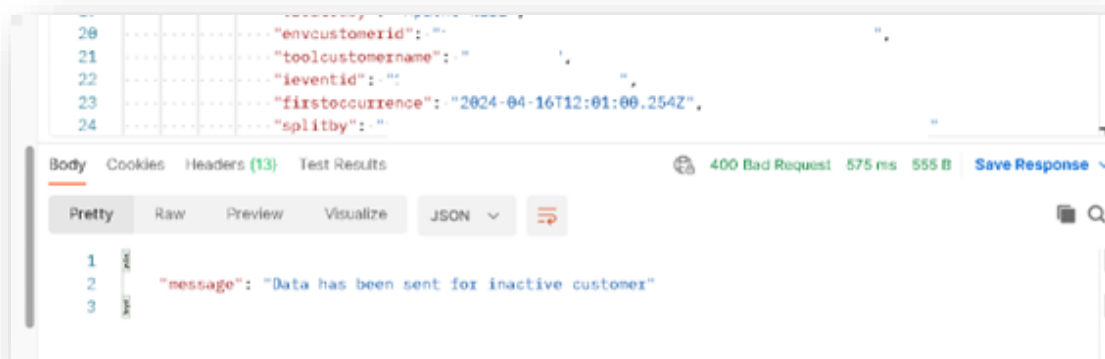 20 "envcustomerid": "                    ",
21 "toolcustomername": "          ",
22 "ieventid": "               ",
23 "firstoccurrence": "2024-04-16T12:01:00.254Z",
24 "splitby": "                    "
Body Cookies Headers (13) Test Results 400 Bad Request 575 ms 555 B Save Response
Pretty Raw Preview Visualize JSON
1 {
2 "message": "Data has been sent for inactive customer"
3 }